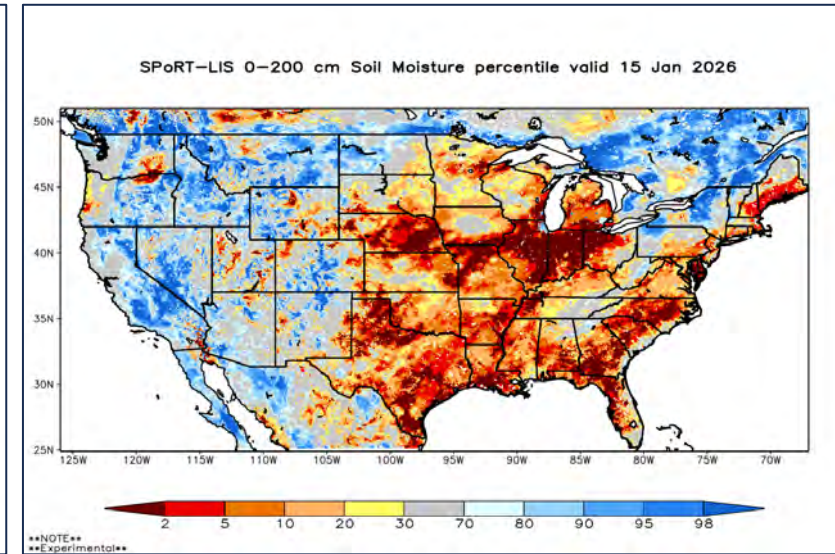 SPoRT-LIS 0-200 cm Soil Moisture percentile valid 15 Jan 2026
50N
45N
40N
35N
30N
25N
125W 120W 115W 110W 105W 100W 95W 90W 85W 80W 75W 70W
2 5 10 20 30 70 80 90 95 98
**NOTE**
**Experimental**